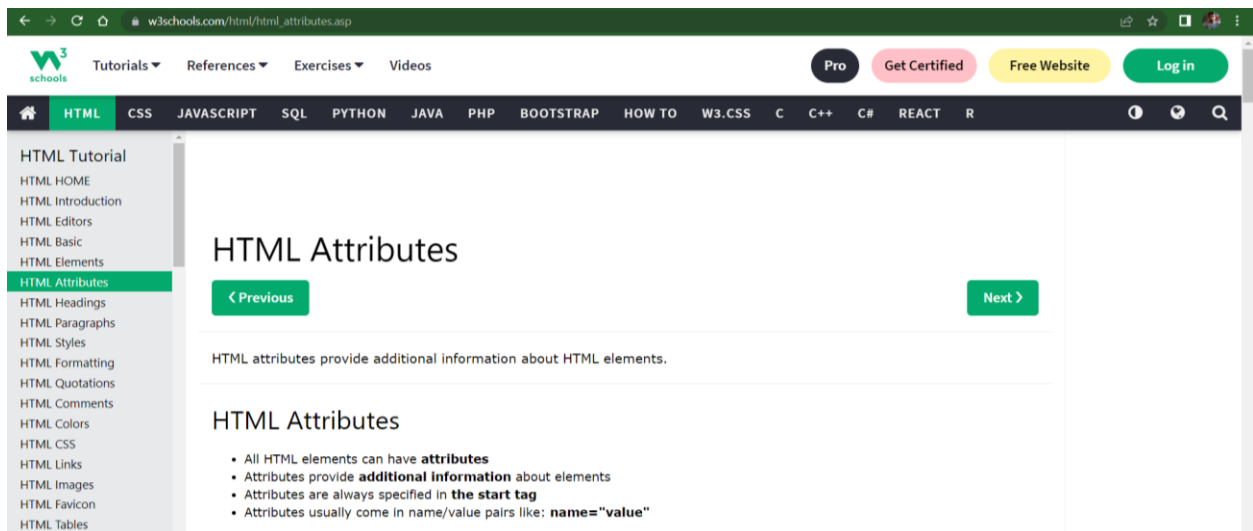 w3schools.com/html/html_attributes.asp
W3 schools Tutorials References Exercises Videos Pro Get Certified Free Website Log in
HTML CSS JAVASCRIPT SQL PYTHON JAVA PHP BOOTSTRAP HOW TO W3.CSS C C++ C# REACT R
HTML Tutorial
HTML HOME
HTML Introduction
HTML Editors
HTML Basic
HTML Elements
HTML Attributes
HTML Headings
HTML Paragraphs
HTML Styles
HTML Formatting
HTML Quotations
HTML Comments
HTML Colors
HTML CSS
HTML Links
HTML Images
HTML Favicon
HTML Tables
HTML Attributes
❮ Previous Next ❯
HTML attributes provide additional information about HTML elements.
HTML Attributes
• All HTML elements can have attributes
• Attributes provide additional information about elements
• Attributes are always specified in the start tag
• Attributes usually come in name/value pairs like: name="value"